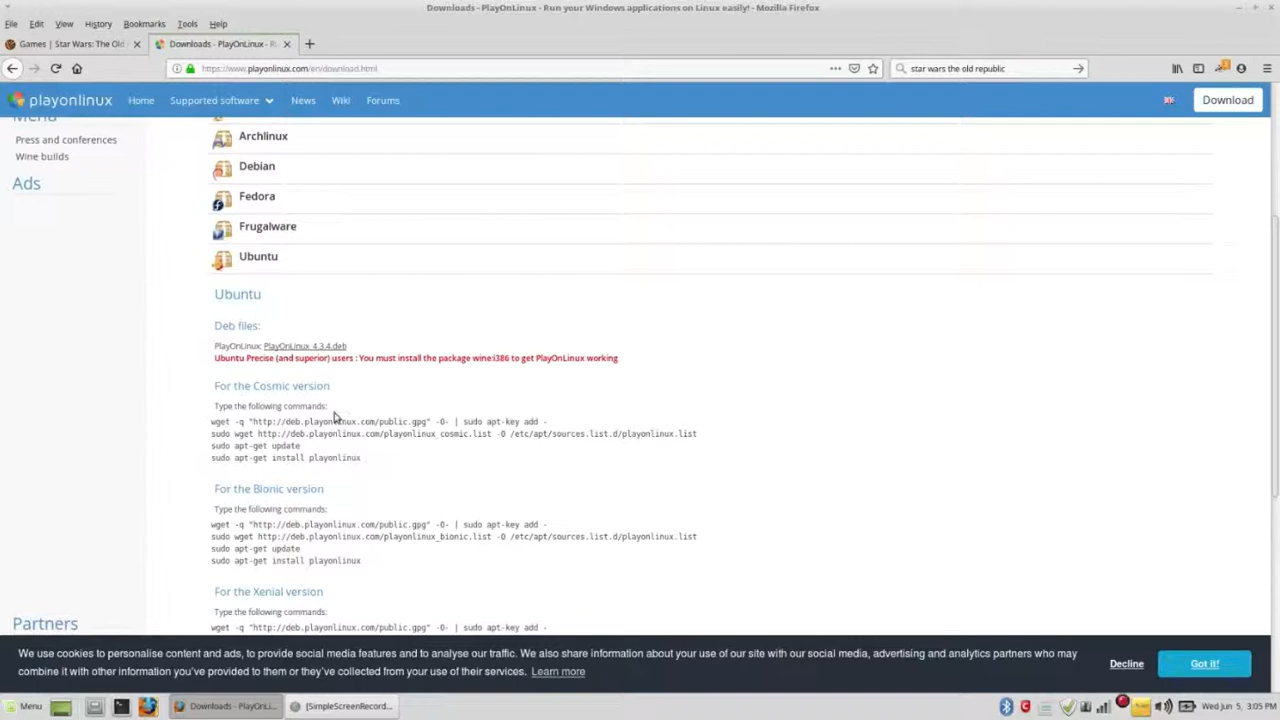 Downloads - PlayOnLinux - Run your Windows applications on Linux easily! - Mozilla Firefox
File Edit View History Bookmarks Tools Help
Games | Star Wars: The Old
Downloads - PlayOnLinux - R
https://www.playonlinux.com/en/download.html
star wars the old republic
playonlinux Home Supported software News Wiki Forums Download
Menu
Press and conferences
Wine builds
Ads
Archlinux
Debian
Fedora
Frugalware
Ubuntu
Ubuntu
Deb files:
PlayOnLinux: PlayOnLinux_4.3.4.deb
Ubuntu Precise (and superior) users : You must install the package wine:i386 to get PlayOnLinux working
For the Cosmic version
Type the following commands:
wget -q "http://deb.playonlinux.com/public.gpg" -O- | sudo apt-key add -
sudo wget http://deb.playonlinux.com/playonlinux_cosmic.list -O /etc/apt/sources.list.d/playonlinux.list
sudo apt-get update
sudo apt-get install playonlinux
For the Bionic version
Type the following commands:
wget -q "http://deb.playonlinux.com/public.gpg" -O- | sudo apt-key add -
sudo wget http://deb.playonlinux.com/playonlinux_bionic.list -O /etc/apt/sources.list.d/playonlinux.list
sudo apt-get update
sudo apt-get install playonlinux
For the Xenial version
Type the following commands:
wget -q "http://deb.playonlinux.com/public.gpg" -O- | sudo apt-key add -
Partners
We use cookies to personalise content and ads, to provide social media features and to analyse our traffic. We also share information about your use of our site with our social media, advertising and analytics partners who may
combine it with other information you've provided to them or they've collected from your use of their services. Learn more
Decline
Got it!
Menu
Downloads - PlayOnLi...
[SimpleScreenRecord...
Wed Jun 5, 3:05 PM